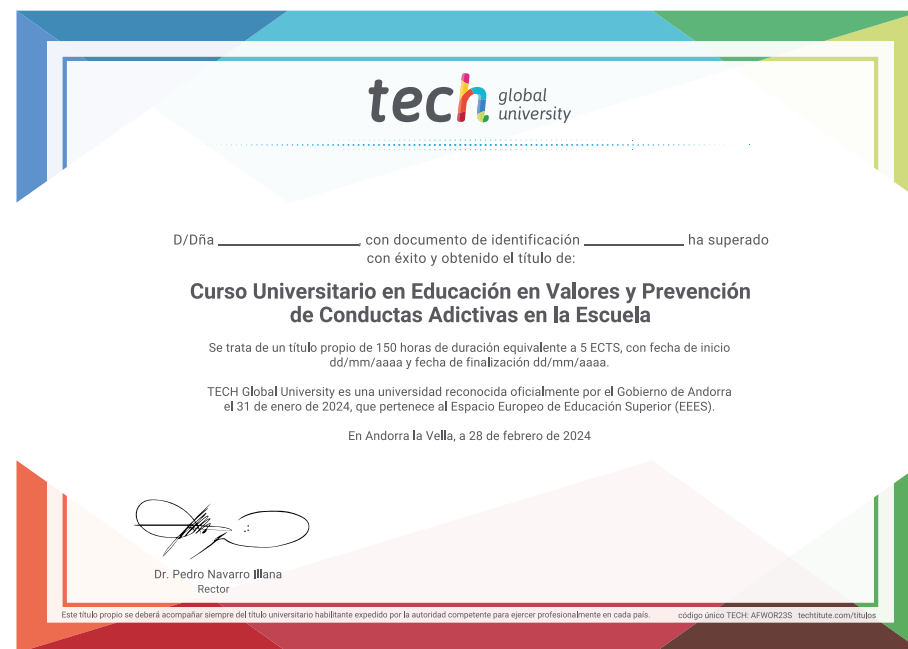 tech global university
D/Dña ____________________, con documento de identificación __________ ha superado
con éxito y obtenido el título de:
Curso Universitario en Educación en Valores y Prevención
de Conductas Adictivas en la Escuela
Se trata de un título propio de 150 horas de duración equivalente a 5 ECTS, con fecha de inicio
dd/mm/aaaa y fecha de finalización dd/mm/aaaa.
TECH Global University es una universidad reconocida oficialmente por el Gobierno de Andorra
el 31 de enero de 2024, que pertenece al Espacio Europeo de Educación Superior (EEES).
En Andorra la Vella, a 28 de febrero de 2024
Dr. Pedro Navarro Illana
Rector
Este título propio se deberá acompañar siempre del título universitario habilitante expedido por la autoridad competente para ejercer profesionalmente en cada país. código único TECH: AFWOR23S techtitute.com/titulos